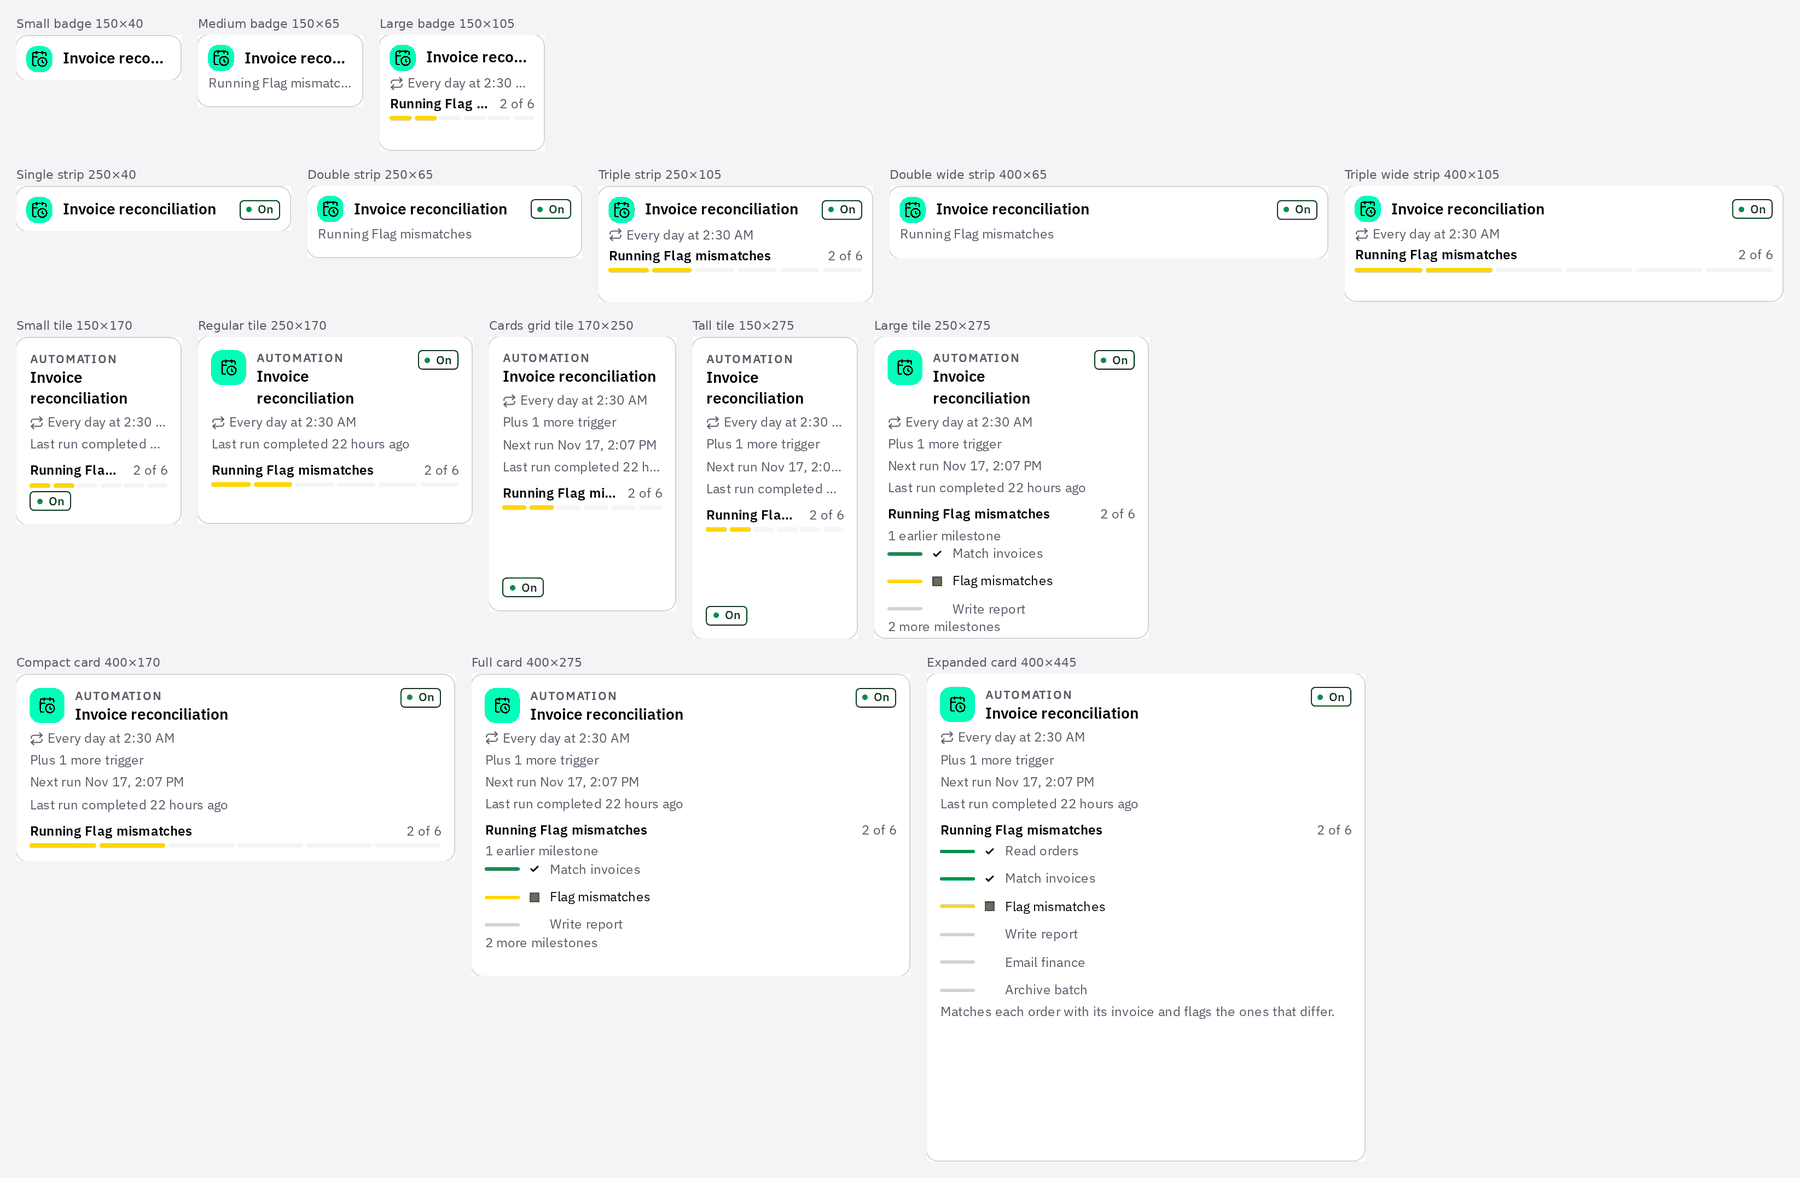 Small badge 150×40
Invoice reco...
Medium badge 150×65
Invoice reco...
Running Flag mismatc...
Large badge 150×105
Invoice reco...
Every day at 2:30 ...
Running Flag ... 2 of 6
Single strip 250×40
Invoice reconciliation On
Double strip 250×65
Invoice reconciliation On
Running Flag mismatches
Triple strip 250×105
Invoice reconciliation On
Every day at 2:30 AM
Running Flag mismatches 2 of 6
Double wide strip 400×65
Invoice reconciliation On
Running Flag mismatches
Triple wide strip 400×105
Invoice reconciliation On
Every day at 2:30 AM
Running Flag mismatches 2 of 6
Small tile 150×170
AUTOMATION
Invoice
reconciliation
Every day at 2:30 ...
Last run completed ...
Running Fla... 2 of 6
On
Regular tile 250×170
AUTOMATION On
Invoice
reconciliation
Every day at 2:30 AM
Last run completed 22 hours ago
Running Flag mismatches 2 of 6
Cards grid tile 170×250
AUTOMATION
Invoice reconciliation
Every day at 2:30 AM
Plus 1 more trigger
Next run Nov 17, 2:07 PM
Last run completed 22 h...
Running Flag mi... 2 of 6
On
Tall tile 150×275
AUTOMATION
Invoice
reconciliation
Every day at 2:30 ...
Plus 1 more trigger
Next run Nov 17, 2:0...
Last run completed ...
Running Fla... 2 of 6
On
Large tile 250×275
AUTOMATION On
Invoice
reconciliation
Every day at 2:30 AM
Plus 1 more trigger
Next run Nov 17, 2:07 PM
Last run completed 22 hours ago
Running Flag mismatches 2 of 6
1 earlier milestone
Match invoices
Flag mismatches
Write report
2 more milestones
Compact card 400×170
AUTOMATION On
Invoice reconciliation
Every day at 2:30 AM
Plus 1 more trigger
Next run Nov 17, 2:07 PM
Last run completed 22 hours ago
Running Flag mismatches 2 of 6
Full card 400×275
AUTOMATION On
Invoice reconciliation
Every day at 2:30 AM
Plus 1 more trigger
Next run Nov 17, 2:07 PM
Last run completed 22 hours ago
Running Flag mismatches 2 of 6
1 earlier milestone
Match invoices
Flag mismatches
Write report
2 more milestones
Expanded card 400×445
AUTOMATION On
Invoice reconciliation
Every day at 2:30 AM
Plus 1 more trigger
Next run Nov 17, 2:07 PM
Last run completed 22 hours ago
Running Flag mismatches 2 of 6
Read orders
Match invoices
Flag mismatches
Write report
Email finance
Archive batch
Matches each order with its invoice and flags the ones that differ.